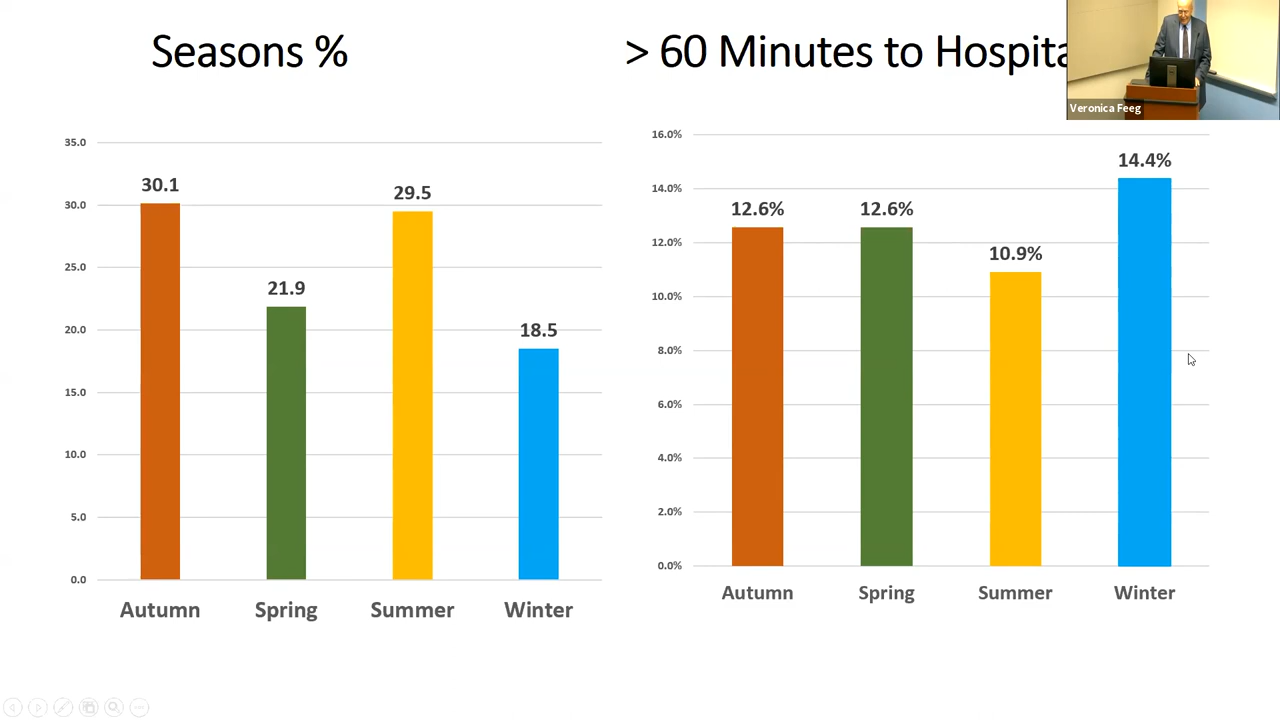 Seasons %
> 60 Minutes to Hospita
Veronica Feeg
35.0
30.0
25.0
20.0
15.0
10.0
5.0
0.0
30.1
21.9
29.5
18.5
Autumn
Spring
Summer
Winter
16.0%
14.0%
12.0%
10.0%
8.0%
6.0%
4.0%
2.0%
0.0%
12.6%
12.6%
10.9%
14.4%
Autumn
Spring
Summer
Winter